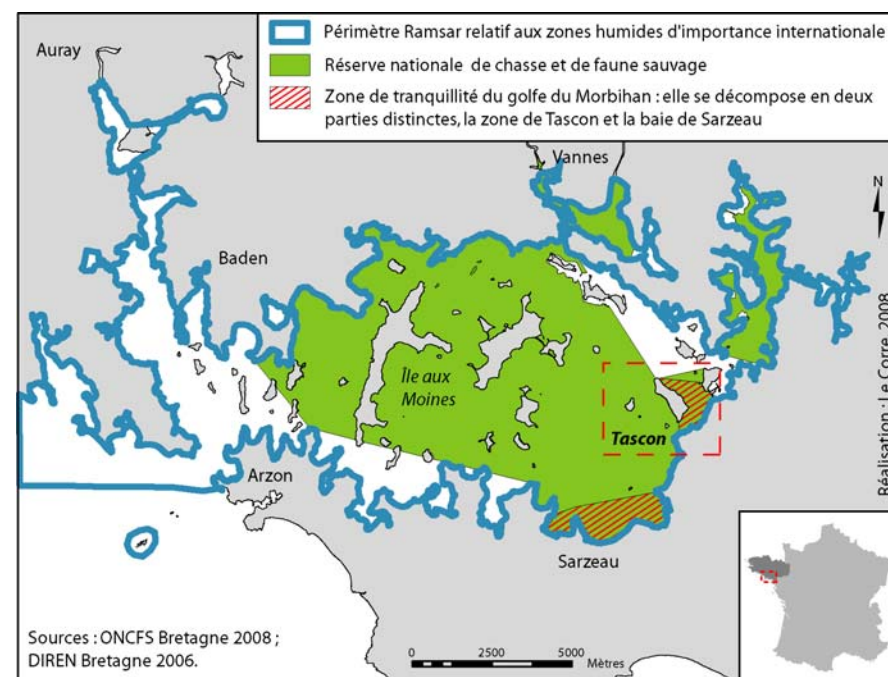 Périmètre Ramsar relatif aux zones humides d'importance internationale
Réserve nationale de chasse et de faune sauvage
Zone de tranquillité du golfe du Morbihan : elle se décompose en deux
parties distinctes, la zone de Tascon et la baie de Sarzeau
Auray
Vannes
N
Baden
Île aux
Moines
Tascon
Arzon
Sarzeau
Réalisation : Le Corre, 2008
Sources : ONCFS Bretagne 2008 ;
DIREN Bretagne 2006.
0 2500 5000
Mètres